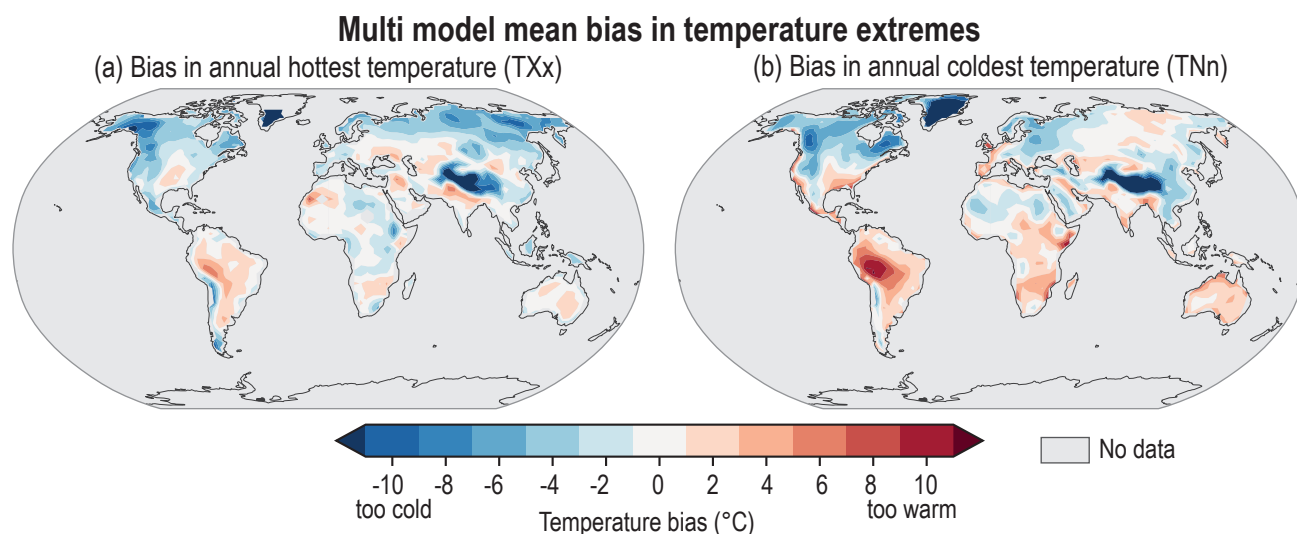 Multi model mean bias in temperature extremes
(a) Bias in annual hottest temperature (TXx)
(b) Bias in annual coldest temperature (TNn)
-10 -8 -6 -4 -2 0 2 4 6 8 10
too cold
too warm
Temperature bias (°C)
No data